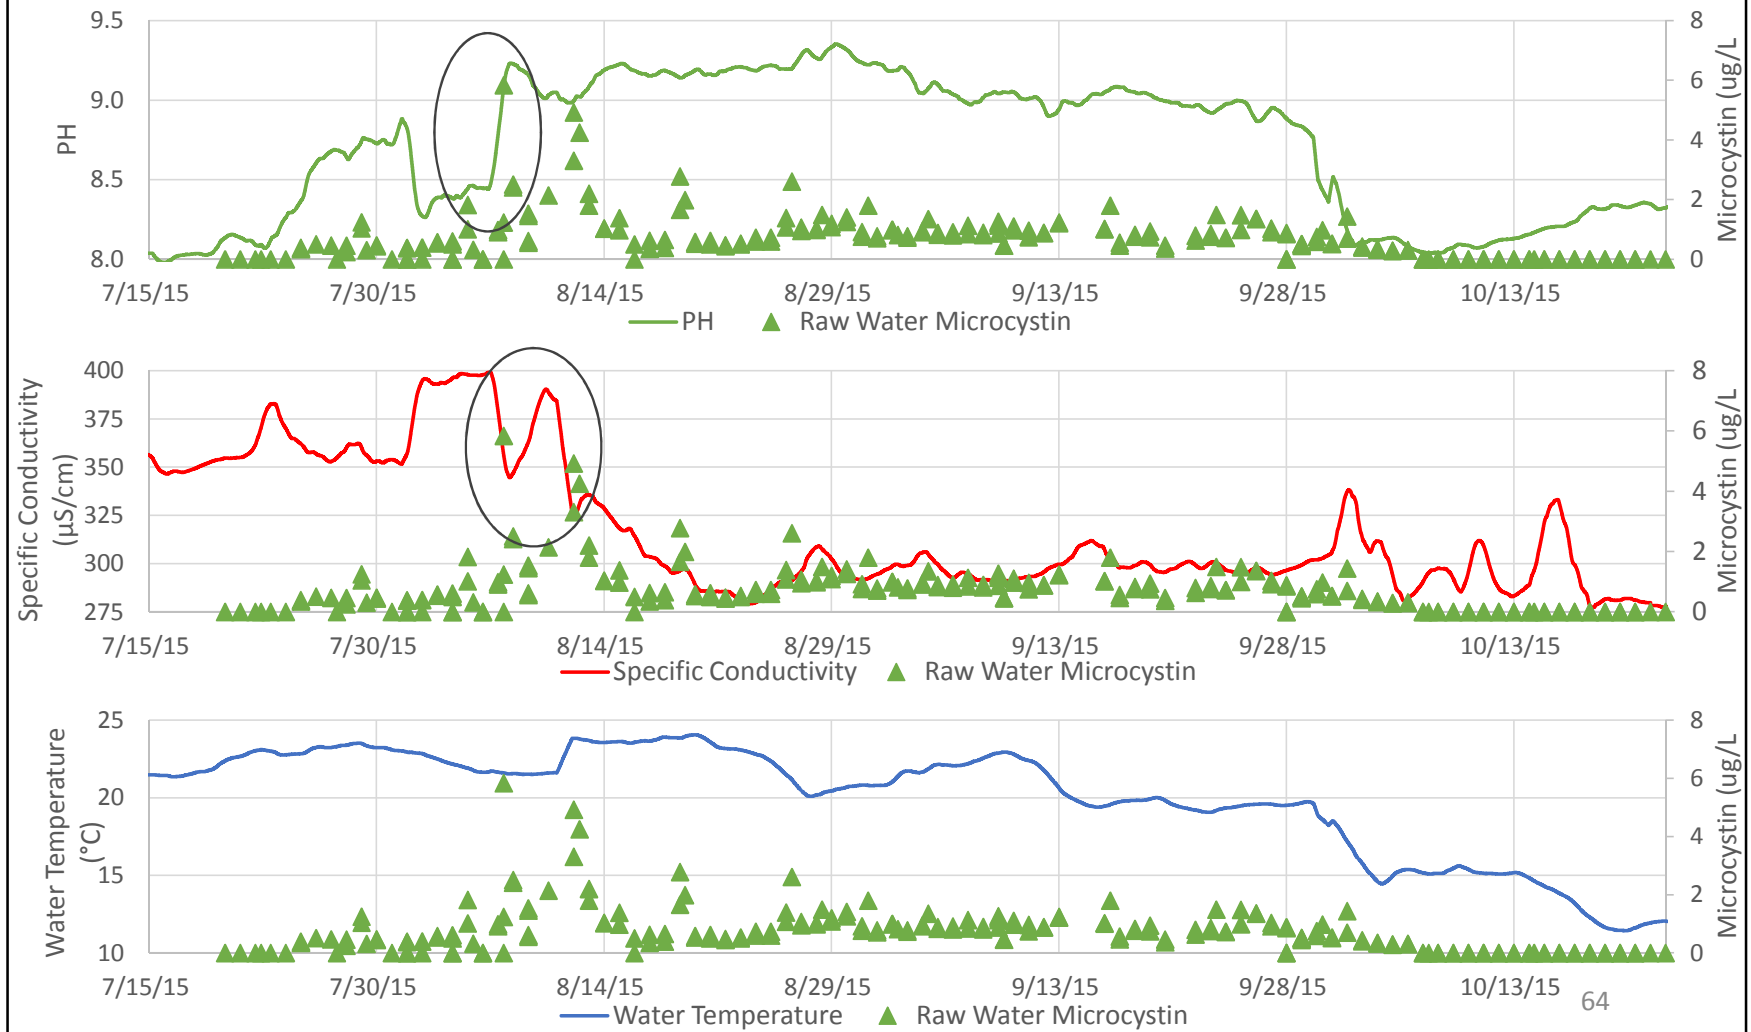 9.5
9.0
8.5
8.0
PH
8
6
4
2
0
Microcystin (ug/L
7/15/15 7/30/15 8/14/15 8/29/15 9/13/15 9/28/15 10/13/15
PH Raw Water Microcystin
400
375
350
325
300
275
Specific Conductivity
(µS/cm)
8
6
4
2
0
Microcystin (ug/L
7/15/15 7/30/15 8/14/15 8/29/15 9/13/15 9/28/15 10/13/15
Specific Conductivity Raw Water Microcystin
25
20
15
10
Water Temperature
(°C)
8
6
4
2
0
Microcystin (ug/L
7/15/15 7/30/15 8/14/15 8/29/15 9/13/15 9/28/15 10/13/15
Water Temperature Raw Water Microcystin
64